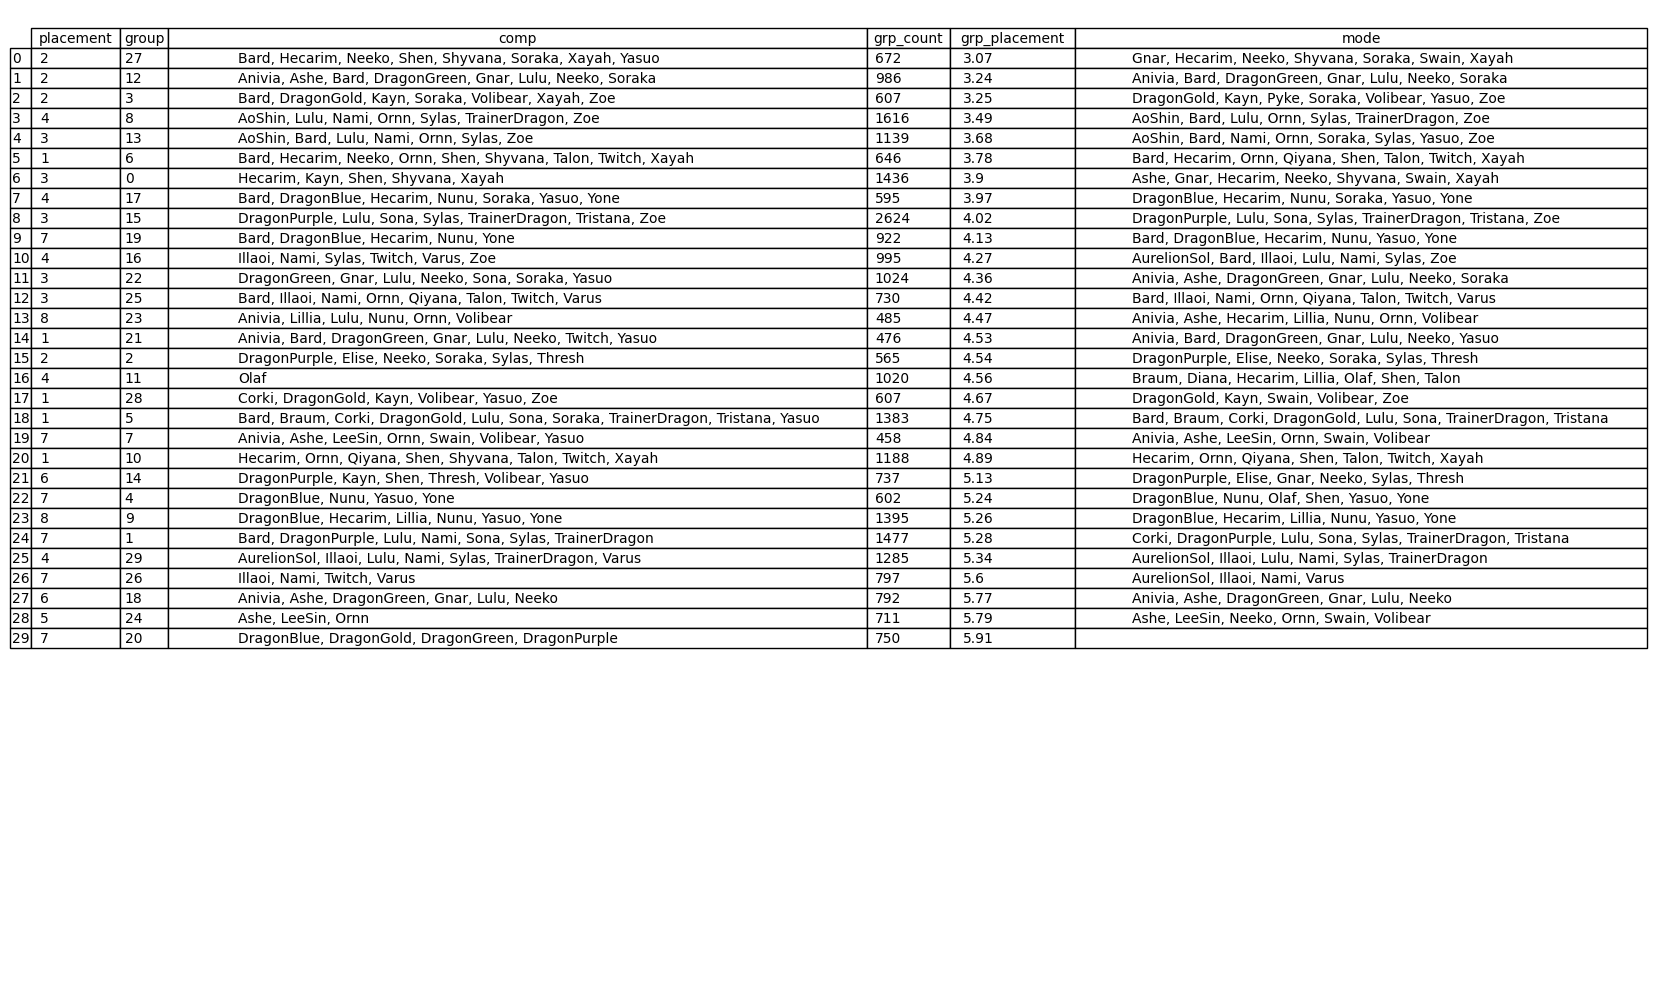 placement group comp grp_count grp_placement mode
0 2 27 Bard, Hecarim, Neeko, Shen, Shyvana, Soraka, Xayah, Yasuo 672 3.07 Gnar, Hecarim, Neeko, Shyvana, Soraka, Swain, Xayah
1 2 12 Anivia, Ashe, Bard, DragonGreen, Gnar, Lulu, Neeko, Soraka 986 3.24 Anivia, Bard, DragonGreen, Gnar, Lulu, Neeko, Soraka
2 2 3 Bard, DragonGold, Kayn, Soraka, Volibear, Xayah, Zoe 607 3.25 DragonGold, Kayn, Pyke, Soraka, Volibear, Yasuo, Zoe
3 4 8 AoShin, Lulu, Nami, Ornn, Sylas, TrainerDragon, Zoe 1616 3.49 AoShin, Bard, Lulu, Ornn, Sylas, TrainerDragon, Zoe
4 3 13 AoShin, Bard, Lulu, Nami, Ornn, Sylas, Zoe 1139 3.68 AoShin, Bard, Nami, Ornn, Soraka, Sylas, Yasuo, Zoe
5 1 6 Bard, Hecarim, Neeko, Ornn, Shen, Shyvana, Talon, Twitch, Xayah 646 3.78 Bard, Hecarim, Ornn, Qiyana, Shen, Talon, Twitch, Xayah
6 3 0 Hecarim, Kayn, Shen, Shyvana, Xayah 1436 3.9 Ashe, Gnar, Hecarim, Neeko, Shyvana, Swain, Xayah
7 4 17 Bard, DragonBlue, Hecarim, Nunu, Soraka, Yasuo, Yone 595 3.97 DragonBlue, Hecarim, Nunu, Soraka, Yasuo, Yone
8 3 15 DragonPurple, Lulu, Sona, Sylas, TrainerDragon, Tristana, Zoe 2624 4.02 DragonPurple, Lulu, Sona, Sylas, TrainerDragon, Tristana, Zoe
9 7 19 Bard, DragonBlue, Hecarim, Nunu, Yone 922 4.13 Bard, DragonBlue, Hecarim, Nunu, Yasuo, Yone
10 4 16 Illaoi, Nami, Sylas, Twitch, Varus, Zoe 995 4.27 AurelionSol, Bard, Illaoi, Lulu, Nami, Sylas, Zoe
11 3 22 DragonGreen, Gnar, Lulu, Neeko, Sona, Soraka, Yasuo 1024 4.36 Anivia, Ashe, DragonGreen, Gnar, Lulu, Neeko, Soraka
12 3 25 Bard, Illaoi, Nami, Ornn, Qiyana, Talon, Twitch, Varus 730 4.42 Bard, Illaoi, Nami, Ornn, Qiyana, Talon, Twitch, Varus
13 8 23 Anivia, Lillia, Lulu, Nunu, Ornn, Volibear 485 4.47 Anivia, Ashe, Hecarim, Lillia, Nunu, Ornn, Volibear
14 1 21 Anivia, Bard, DragonGreen, Gnar, Lulu, Neeko, Twitch, Yasuo 476 4.53 Anivia, Bard, DragonGreen, Gnar, Lulu, Neeko, Yasuo
15 2 2 DragonPurple, Elise, Neeko, Soraka, Sylas, Thresh 565 4.54 DragonPurple, Elise, Neeko, Soraka, Sylas, Thresh
16 4 11 Olaf 1020 4.56 Braum, Diana, Hecarim, Lillia, Olaf, Shen, Talon
17 1 28 Corki, DragonGold, Kayn, Volibear, Yasuo, Zoe 607 4.67 DragonGold, Kayn, Swain, Volibear, Zoe
18 1 5 Bard, Braum, Corki, DragonGold, Lulu, Sona, Soraka, TrainerDragon, Tristana, Yasuo 1383 4.75 Bard, Braum, Corki, DragonGold, Lulu, Sona, TrainerDragon, Tristana
19 7 7 Anivia, Ashe, LeeSin, Ornn, Swain, Volibear, Yasuo 458 4.84 Anivia, Ashe, LeeSin, Ornn, Swain, Volibear
20 1 10 Hecarim, Ornn, Qiyana, Shen, Shyvana, Talon, Twitch, Xayah 1188 4.89 Hecarim, Ornn, Qiyana, Shen, Talon, Twitch, Xayah
21 6 14 DragonPurple, Kayn, Shen, Thresh, Volibear, Yasuo 737 5.13 DragonPurple, Elise, Gnar, Neeko, Sylas, Thresh
22 7 4 DragonBlue, Nunu, Yasuo, Yone 602 5.24 DragonBlue, Nunu, Olaf, Shen, Yasuo, Yone
23 8 9 DragonBlue, Hecarim, Lillia, Nunu, Yasuo, Yone 1395 5.26 DragonBlue, Hecarim, Lillia, Nunu, Yasuo, Yone
24 7 1 Bard, DragonPurple, Lulu, Nami, Sona, Sylas, TrainerDragon 1477 5.28 Corki, DragonPurple, Lulu, Sona, Sylas, TrainerDragon, Tristana
25 4 29 AurelionSol, Illaoi, Lulu, Nami, Sylas, TrainerDragon, Varus 1285 5.34 AurelionSol, Illaoi, Lulu, Nami, Sylas, TrainerDragon
26 7 26 Illaoi, Nami, Twitch, Varus 797 5.6 AurelionSol, Illaoi, Nami, Varus
27 6 18 Anivia, Ashe, DragonGreen, Gnar, Lulu, Neeko 792 5.77 Anivia, Ashe, DragonGreen, Gnar, Lulu, Neeko
28 5 24 Ashe, LeeSin, Ornn 711 5.79 Ashe, LeeSin, Neeko, Ornn, Swain, Volibear
29 7 20 DragonBlue, DragonGold, DragonGreen, DragonPurple 750 5.91